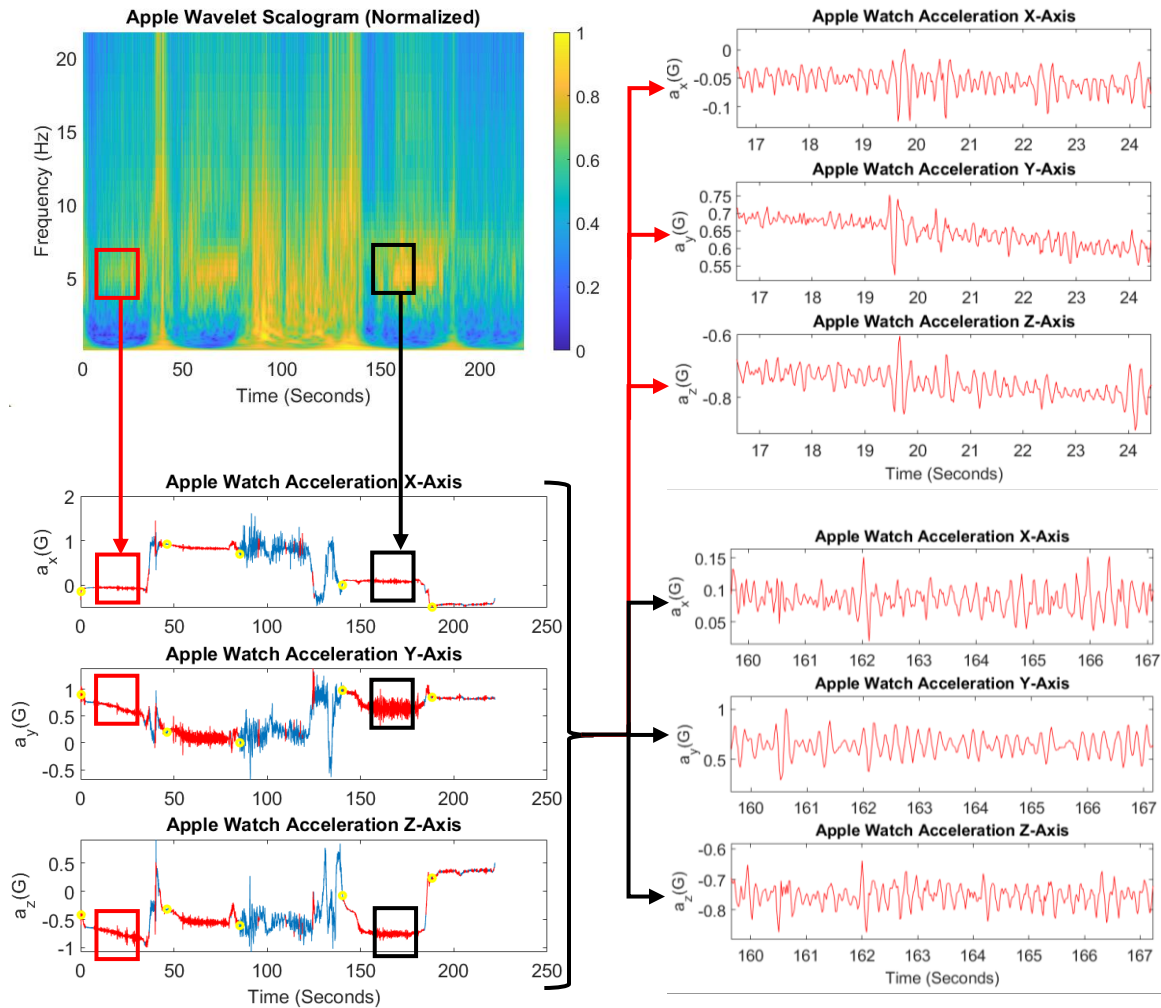 Apple Wavelet Scalogram (Normalized)
Frequency (Hz)
20
15
10
5
0 50 100 150 200
Time (Seconds)
1
0.8
0.6
0.4
0.2
0
Apple Watch Acceleration X-Axis
a_x(G)
2
1
0
0 50 100 150 200 250
Apple Watch Acceleration Y-Axis
a_y(G)
1
0.5
0
-0.5
0 50 100 150 200 250
Apple Watch Acceleration Z-Axis
a_z(G)
0.5
0
-0.5
-1
0 50 100 150 200 250
Time (Seconds)
Apple Watch Acceleration X-Axis
a_x(G)
0
-0.05
-0.1
17 18 19 20 21 22 23 24
Apple Watch Acceleration Y-Axis
a_y(G)
0.75
0.7
0.65
0.6
0.55
17 18 19 20 21 22 23 24
Apple Watch Acceleration Z-Axis
a_z(G)
-0.6
-0.8
17 18 19 20 21 22 23 24
Time (Seconds)
Apple Watch Acceleration X-Axis
a_x(G)
0.15
0.1
0.05
160 161 162 163 164 165 166 167
Apple Watch Acceleration Y-Axis
a_y(G)
1
0.5
0
160 161 162 163 164 165 166 167
Apple Watch Acceleration Z-Axis
a_z(G)
-0.6
-0.7
-0.8
160 161 162 163 164 165 166 167
Time (Seconds)